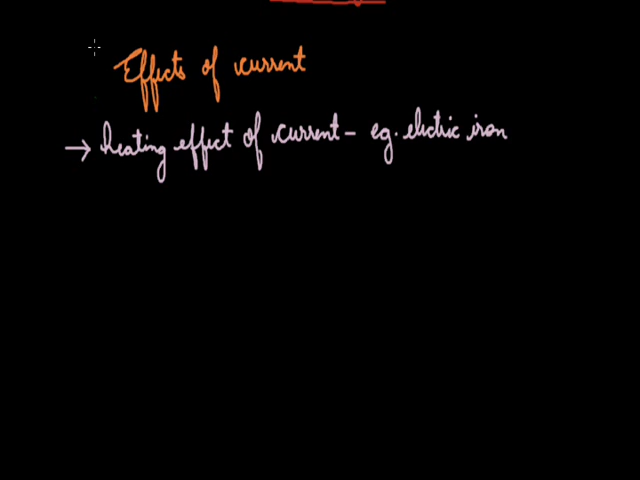 Effects of current
→ heating effect of current - eg. electric iron